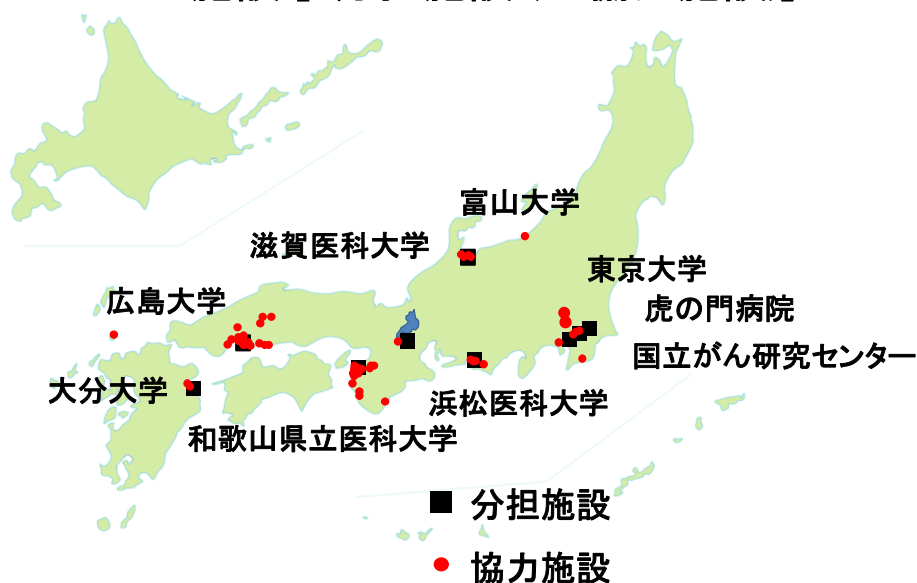 富山大学
滋賀医科大学
東京大学
広島大学
虎の門病院
国立がん研究センター
大分大学
浜松医科大学
和歌山県立医科大学
分担施設
協力施設